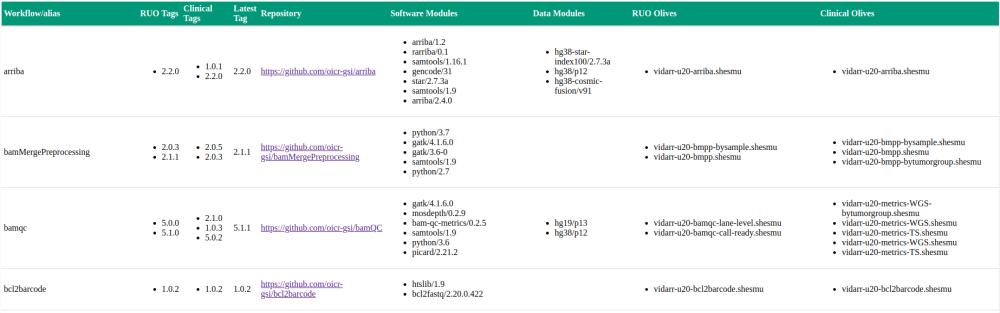 Workflow/alias RUO Tags Clinical Tags Latest Tag Repository Software Modules Data Modules RUO Olives Clinical Olives
arriba
2.2.0
1.0.1
2.2.0
2.2.0
https://github.com/oicr-gsi/arriba
arriba/1.2
rarriba/0.1
samtools/1.16.1
gencode/31
star/2.7.3a
samtools/1.9
arriba/2.4.0
hg38-star-
index100/2.7.3a
hg38/p12
hg38-cosmic-
fusion/v91
vidarr-u20-arriba.shesmu
vidarr-u20-arriba.shesmu
bamMergePreprocessing
2.0.3
2.1.1
2.0.5
2.0.3
2.1.1
https://github.com/oicr-
gsi/bamMergePreprocessing
python/3.7
gatk/4.1.6.0
gatk/3.6-0
samtools/1.9
python/2.7
vidarr-u20-bmpp-bysample.shesmu
vidarr-u20-bmpp.shesmu
vidarr-u20-bmpp-bysample.shesmu
vidarr-u20-bmpp.shesmu
vidarr-u20-bmpp-bytumorgroup.shesmu
bamqc
5.0.0
5.1.0
2.1.0
1.0.3
5.0.2
5.1.1
https://github.com/oicr-gsi/bamQC
gatk/4.1.6.0
mosdepth/0.2.9
bam-qc-metrics/0.2.5
samtools/1.9
python/3.6
picard/2.21.2
hg19/p13
hg38/p12
vidarr-u20-bamqc-lane-level.shesmu
vidarr-u20-bamqc-call-ready.shesmu
vidarr-u20-metrics-WGS-
bytumorgroup.shesmu
vidarr-u20-metrics-WGS.shesmu
vidarr-u20-metrics-TS.shesmu
vidarr-u20-metrics-WGS.shesmu
vidarr-u20-metrics-TS.shesmu
bcl2barcode
1.0.2
1.0.2
1.0.2
https://github.com/oicr-
gsi/bcl2barcode
htslib/1.9
bcl2fastq/2.20.0.422
vidarr-u20-bcl2barcode.shesmu
vidarr-u20-bcl2barcode.shesmu